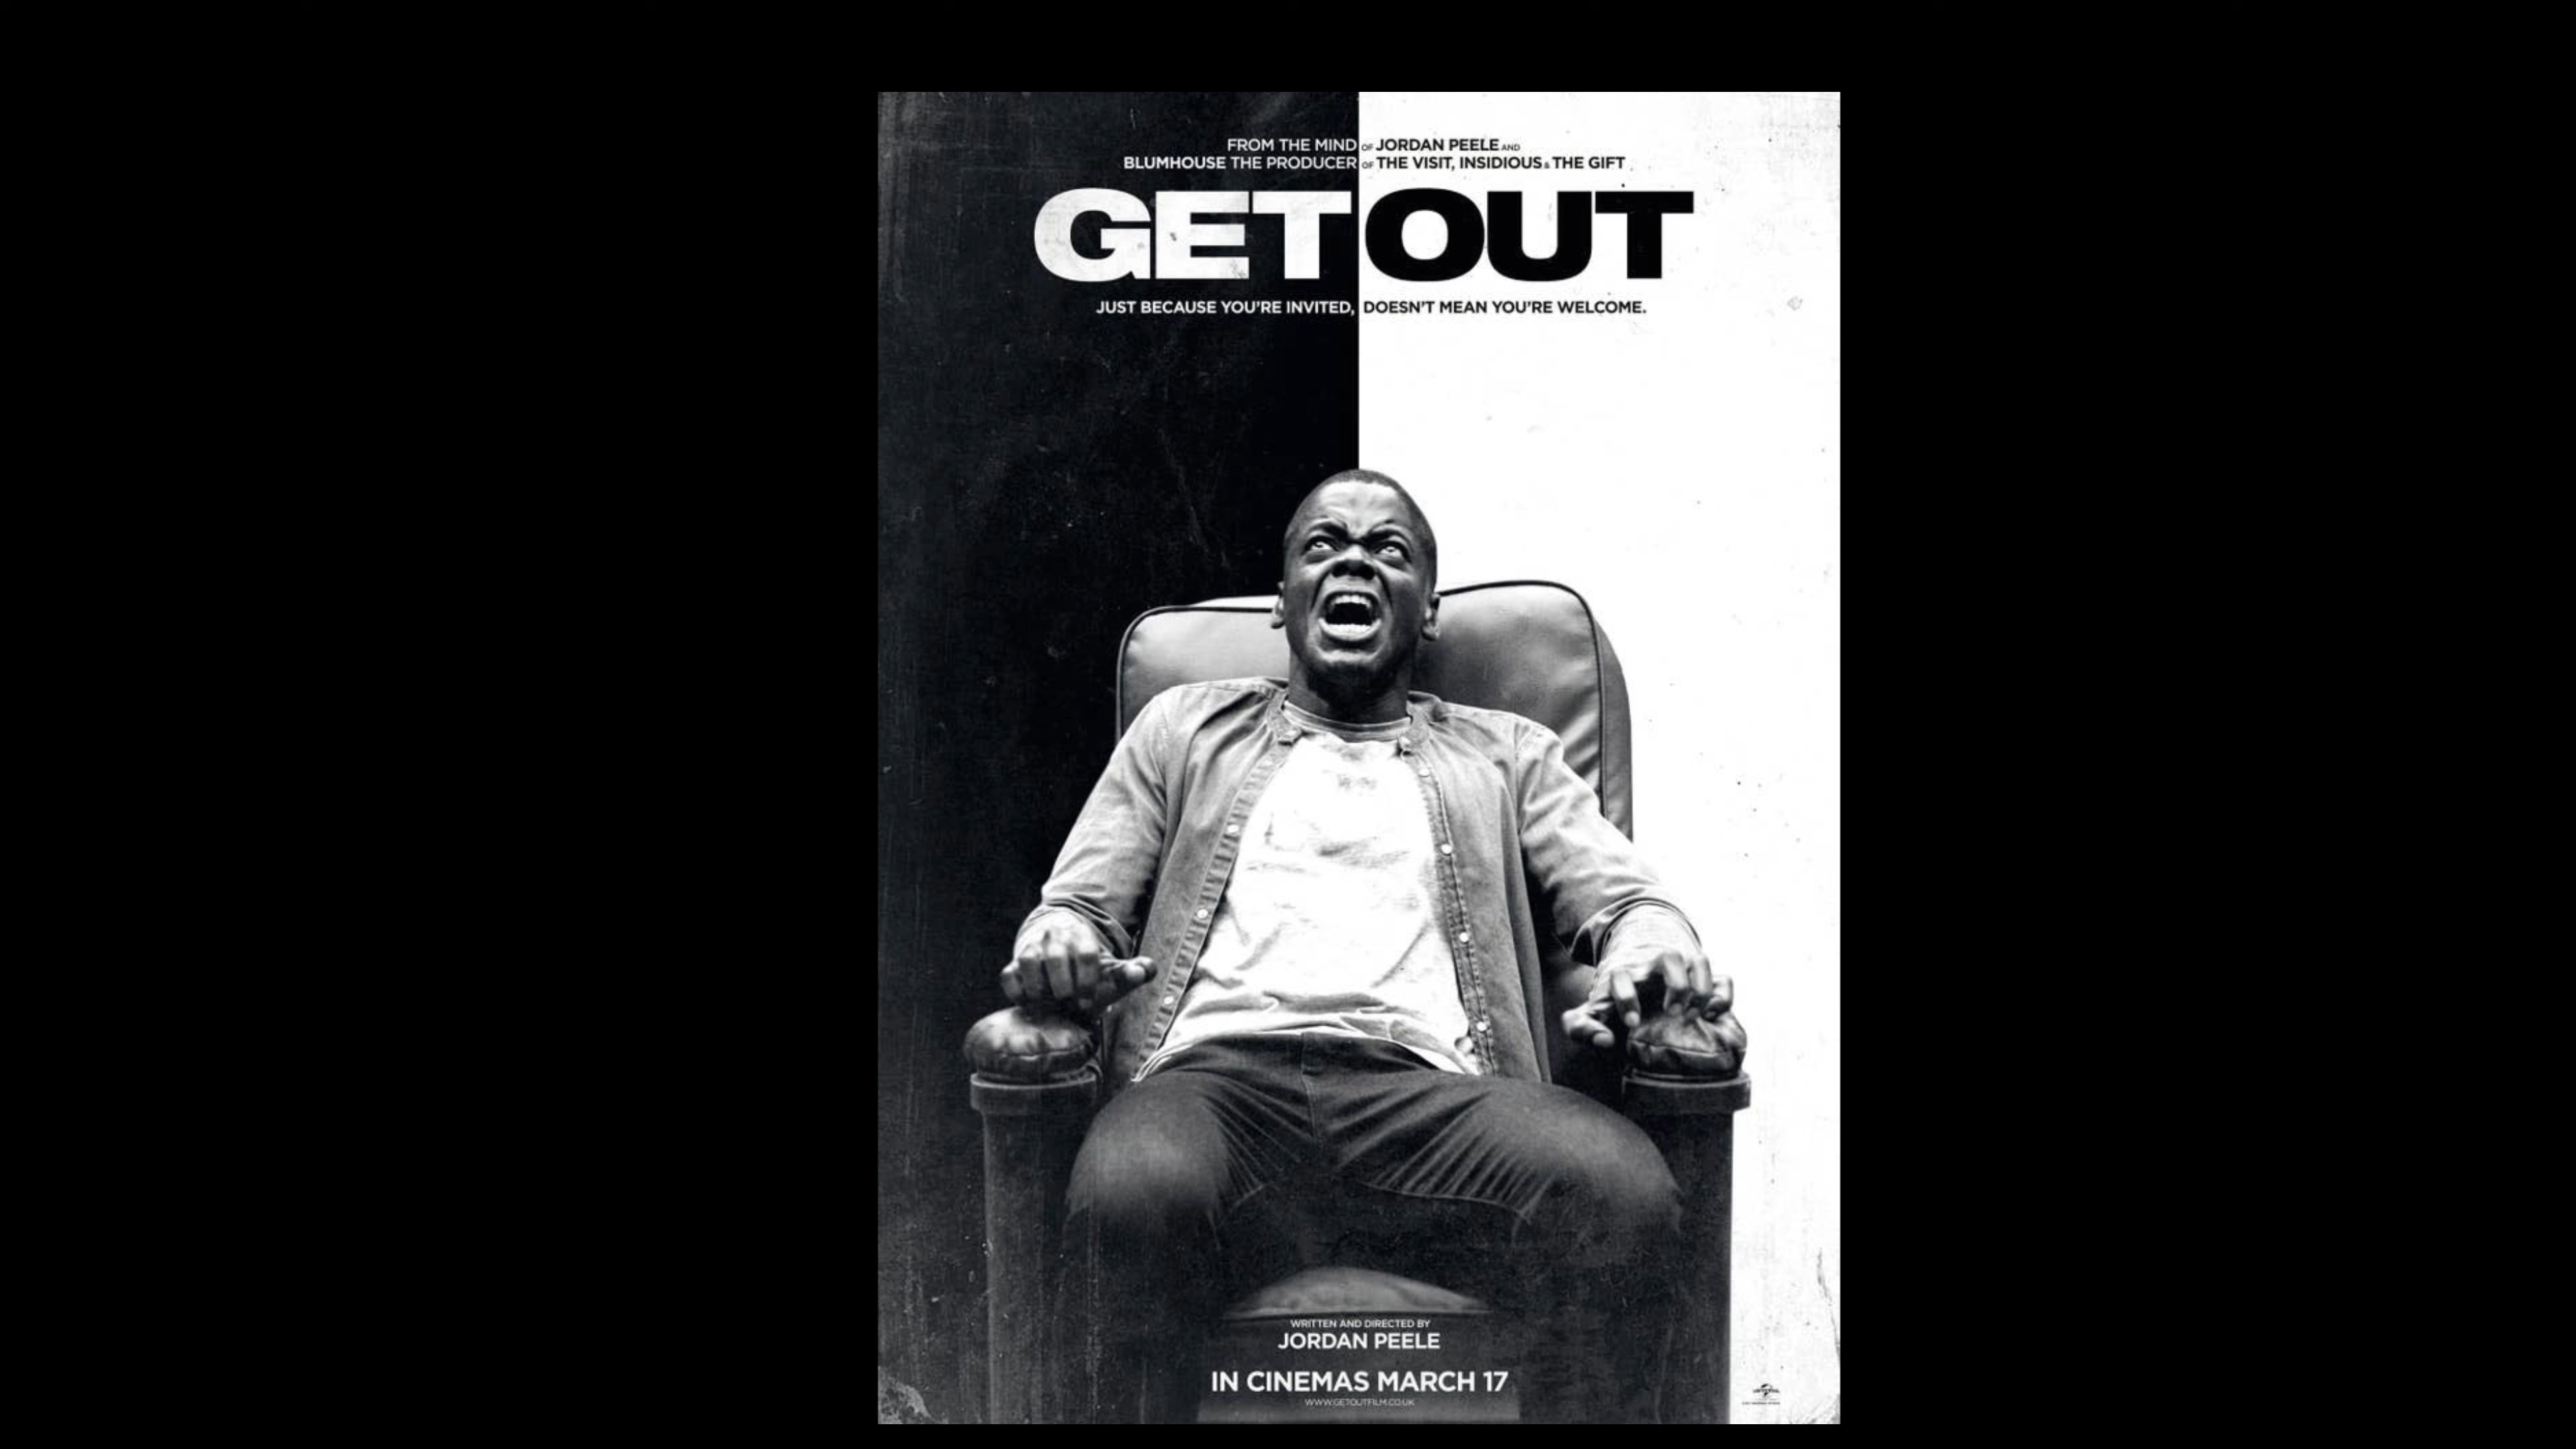 FROM THE MIND OF JORDAN PEELE AND
BLUMHOUSE THE PRODUCER OF THE VISIT, INSIDIOUS & THE GIFT
GET OUT
JUST BECAUSE YOU'RE INVITED, DOESN'T MEAN YOU'RE WELCOME.
WRITTEN AND DIRECTED BY
JORDAN PEELE
IN CINEMAS MARCH 17
WWW.GETOUTFILM.CO.UK
UNIVERSAL